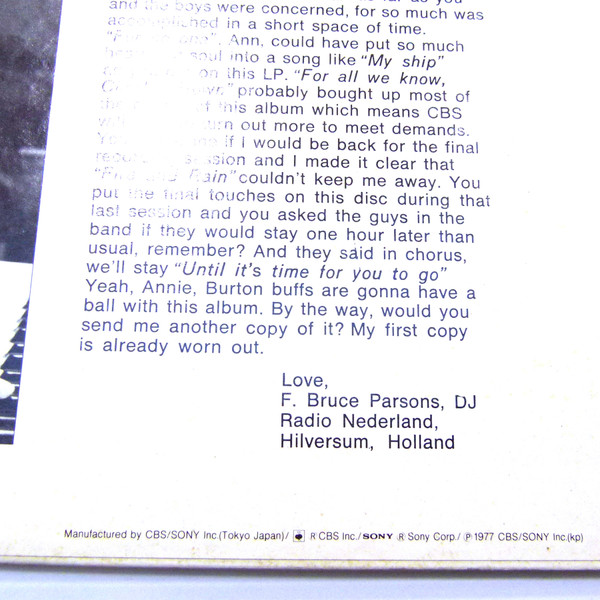 and the boys were concerned, for so much was
accomplished in a short space of time.
Ann, could have put so much
soul into a song like "My ship"
on this LP. "For all we know,
probably bought up most of
of this album which means CBS
turn out more to meet demands.
if I would be back for the final
session and I made it clear that
"Fire and Rain" couldn't keep me away. You
put the final touches on this disc during that
last session and you asked the guys in the
band if they would stay one hour later than
usual, remember? And they said in chorus,
we'll stay "Until it's time for you to go"
Yeah, Annie, Burton buffs are gonna have a
ball with this album. By the way, would you
send me another copy of it? My first copy
is already worn out.
Love,
F. Bruce Parsons, DJ
Radio Nederland,
Hilversum, Holland
Manufactured by CBS/SONY Inc.(Tokyo Japan)/ ® CBS Inc./SONY ® Sony Corp./ ℗ 1977 CBS/SONY Inc.(kp)